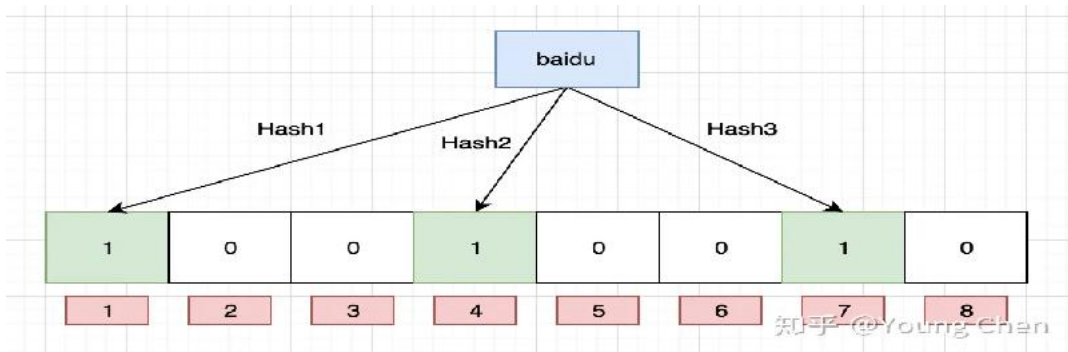 baidu
Hash1
Hash2
Hash3
1 0 0 1 0 0 1 0
1 2 3 4 5 6 7 8
知乎 @Young Chen